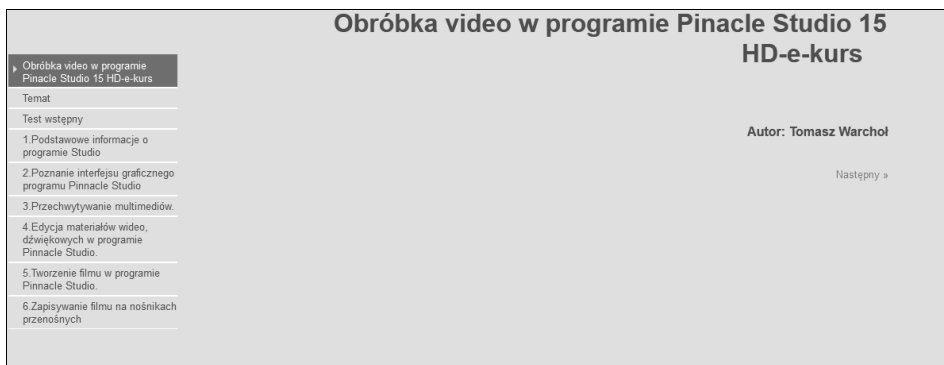 Obróbka video w programie Pinacle Studio 15
HD-e-kurs
Obróbka video w programie
Pinacle Studio 15 HD-e-kurs
Temat
Test wstępny
1.Podstawowe informacje o
programie Studio
2.Poznanie interfejsu graficznego
programu Pinnacle Studio
3.Przechwytywanie multimediów.
4.Edycja materiałów wideo,
dźwiękowych w programie
Pinnacle Studio.
5.Tworzenie filmu w programie
Pinnacle Studio.
6.Zapisywanie filmu na nośnikach
przenośnych
Autor: Tomasz Warchoł
Następny »